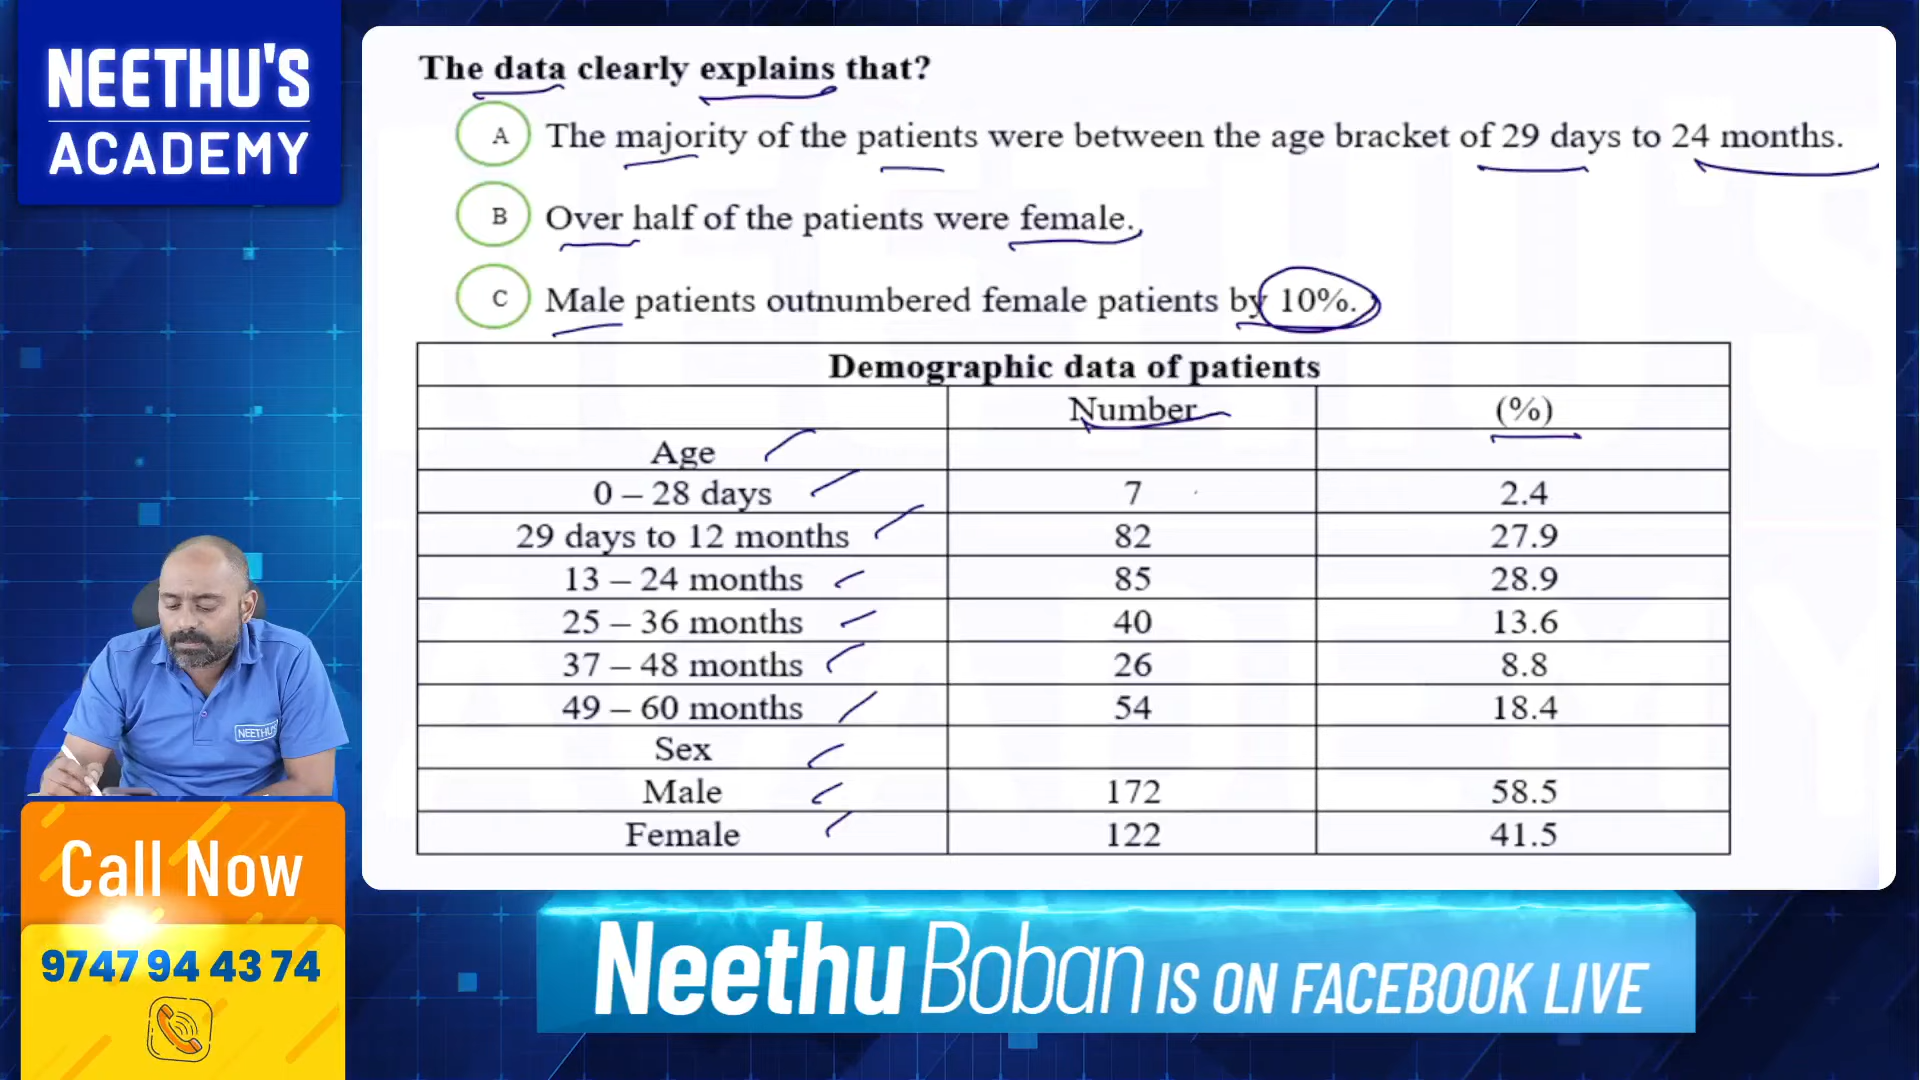 NEETHU'S
ACADEMY
The data clearly explains that?
A The majority of the patients were between the age bracket of 29 days to 24 months.
B Over half of the patients were female.
C Male patients outnumbered female patients by 10%.
Demographic data of patients
Number (%)
Age
0 – 28 days 7 2.4
29 days to 12 months 82 27.9
13 – 24 months 85 28.9
25 – 36 months 40 13.6
37 – 48 months 26 8.8
49 – 60 months 54 18.4
Sex
Male 172 58.5
Female 122 41.5
NEETHU'S
Call Now
9747 94 43 74
Neethu Boban IS ON FACEBOOK LIVE